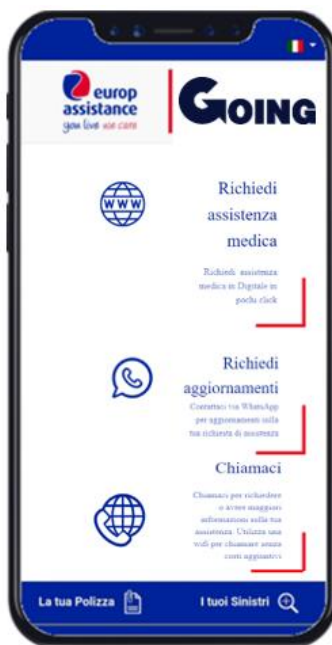 europ
assistance
you live we care
GOING
WWW
Richiedi
assistenza
medica
Richiedi assistenza
medica in Digitale in
pochi click
Richiedi
aggiornamenti
Contattaci via WhatsApp
per aggiornamenti sulla
tua richiesta di assistenza
Chiamaci
Chiamaci per richiedere
o avere maggiori
informazioni sulla tua
assistenza. Utilizza una
wifi per chiamare senza
costi aggiuntivi
La tua Polizza
I tuoi Sinistri